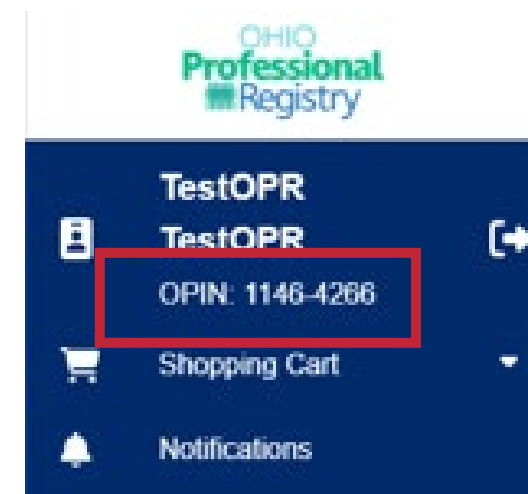 OHIO
Professional
Registry
TestOPR
TestOPR
OPIN: 1146-4266
Shopping Cart
Notifications